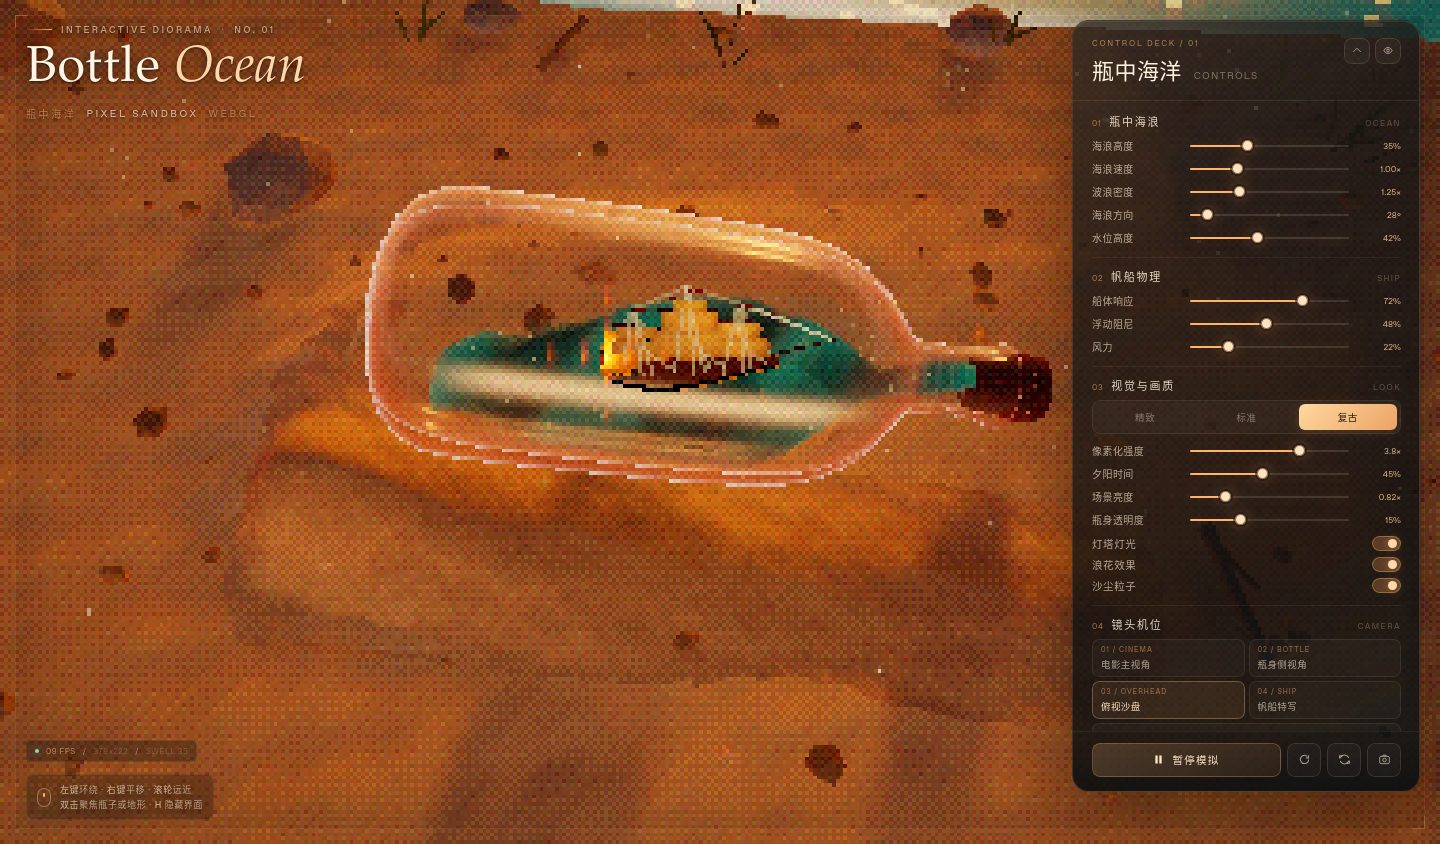 INTERACTIVE DIORAMA NO. 01
Bottle Ocean
瓶中海洋 PIXEL SANDBOX WEBGL
CONTROL DECK / 01
瓶中海洋 CONTROLS
01 瓶中海浪 OCEAN
海浪高度 35%
海浪速度 1.00×
波浪密度 1.25×
海浪方向 28°
水位高度 42%
02 帆船物理 SHIP
船体响应 72%
浮动阻尼 48%
风力 22%
03 视觉与画质 LOOK
精致 标准 复古
像素化强度 3.8×
夕阳时间 45%
场景亮度 0.82×
瓶身透明度 15%
灯塔灯光
浪花效果
沙尘粒子
04 镜头机位 CAMERA
01 / CINEMA 02 / BOTTLE
电影主视角 瓶身侧视角
03 / OVERHEAD 04 / SHIP
俯视沙盘 帆船特写
暂停模拟
09 FPS / 379×222 / SWELL 35
左键环绕 · 右键平移 · 滚轮远近
双击聚焦瓶子或地形 · H 隐藏界面